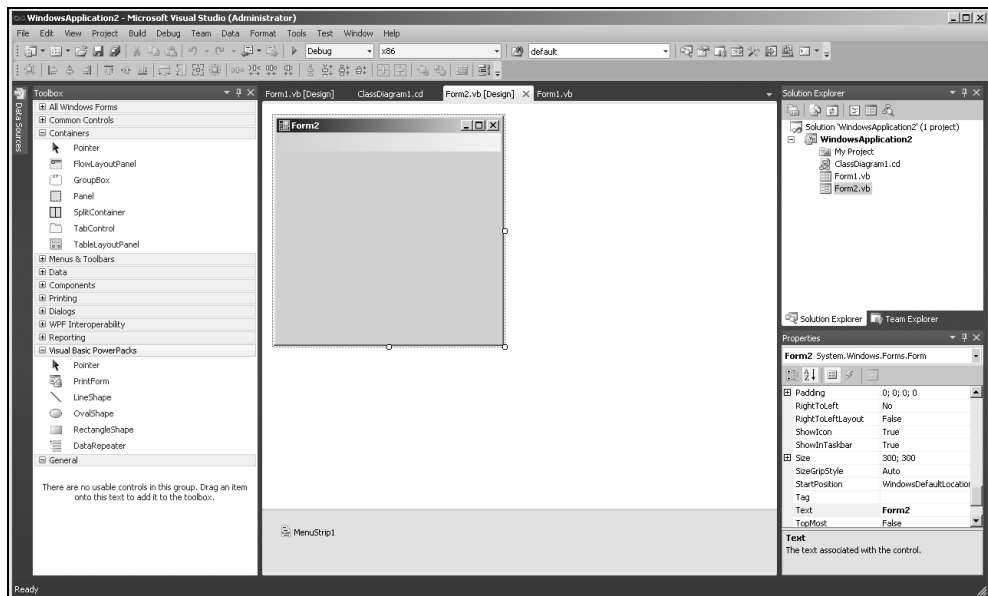 WindowsApplication2 - Microsoft Visual Studio (Administrator)
File Edit View Project Build Debug Team Data Format Tools Test Window Help
Debug x86 default
Data Sources
Toolbox
All Windows Forms
Common Controls
Containers
Pointer
FlowLayoutPanel
GroupBox
Panel
SplitContainer
TabControl
TableLayoutPanel
Menus & Toolbars
Data
Components
Printing
Dialogs
WPF Interoperability
Reporting
Visual Basic PowerPacks
Pointer
PrintForm
LineShape
OvalShape
RectangleShape
DataRepeater
General
There are no usable controls in this group. Drag an item
onto this text to add it to the toolbox.
Form1.vb [Design] ClassDiagram1.cd Form2.vb [Design] Form1.vb
Form2
MenuStrip1
Solution Explorer
Solution 'WindowsApplication2' (1 project)
WindowsApplication2
My Project
ClassDiagram1.cd
Form1.vb
Form2.vb
Solution Explorer Team Explorer
Properties
Form2 System.Windows.Forms.Form
Padding 0; 0; 0; 0
RightToLeft No
RightToLeftLayout False
ShowIcon True
ShowInTaskbar True
Size 300; 300
SizeGripStyle Auto
StartPosition WindowsDefaultLocation
Tag
Text Form2
TopMost False
Text
The text associated with the control.
Ready